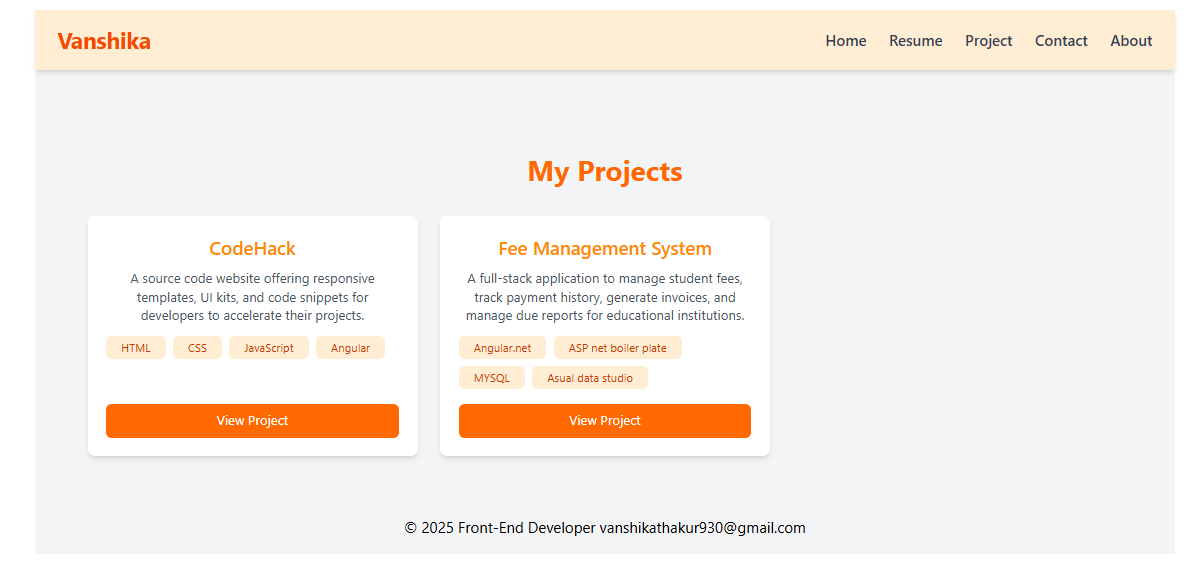 Vanshika
Home Resume Project Contact About
My Projects
CodeHack
A source code website offering responsive
templates, UI kits, and code snippets for
developers to accelerate their projects.
HTML CSS JavaScript Angular
View Project
Fee Management System
A full-stack application to manage student fees,
track payment history, generate invoices, and
manage due reports for educational institutions.
Angular.net ASP net boiler plate
MYSQL Asual data studio
View Project
© 2025 Front-End Developer vanshikathakur930@gmail.com